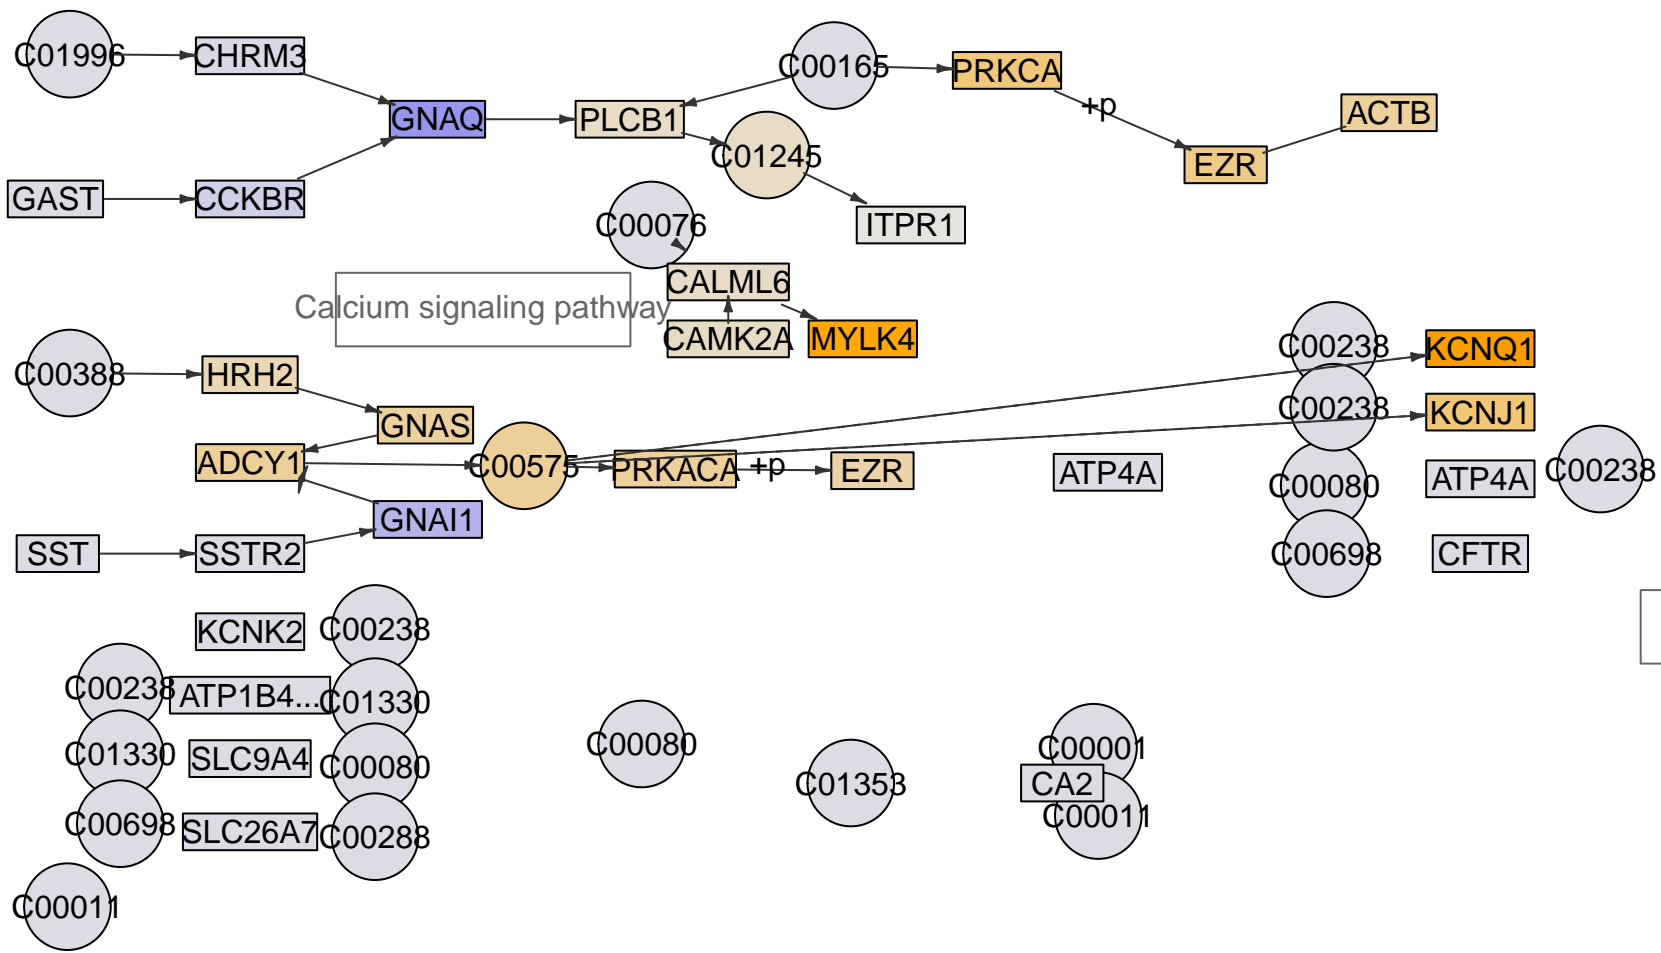 C01996
CHRM3
C00165
PRKCA
+p
ACTB
GNAQ
PLCB1
C01245
EZR
GAST
CCKBR
C00076
ITPR1
CALML6
Calcium signaling pathway
CAMK2A
MYLK4
C00238
KCNQ1
C00388
HRH2
C00238
KCNJ1
GNAS
ADCY1
C00575
PRKACA
+p
EZR
ATP4A
C00080
ATP4A
C00238
GNAI1
SST
SSTR2
C00698
CFTR
KCNK2
C00238
C00238
ATP1B4...
C01330
C01330
SLC9A4
C00080
C00080
C01353
C00001
CA2
C00011
C00698
SLC26A7
C00288
C00011